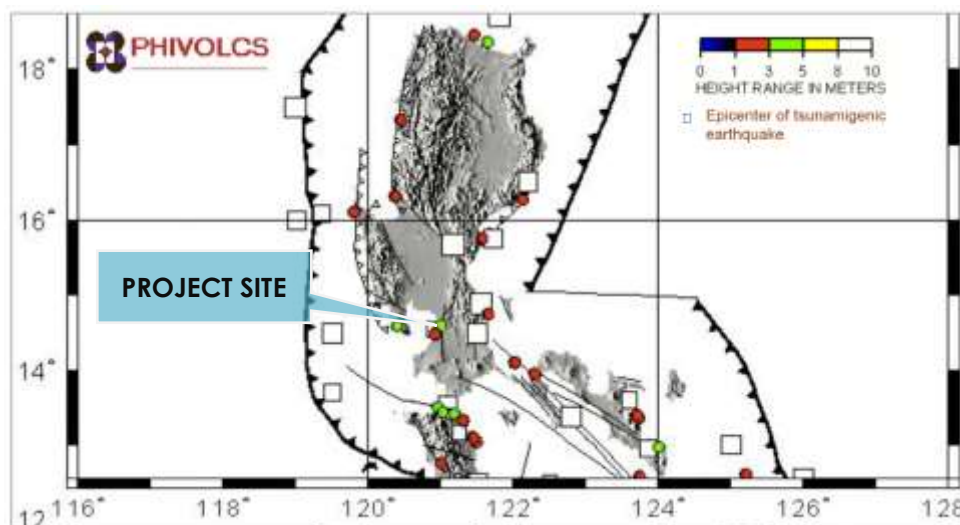 PHIVOLCS
18°
0 1 3 5 8 10
HEIGHT RANGE IN METERS
Epicenter of tsunamigenic
earthquake
16°
PROJECT SITE
14°
12
116° 118° 120° 122° 124° 126° 128